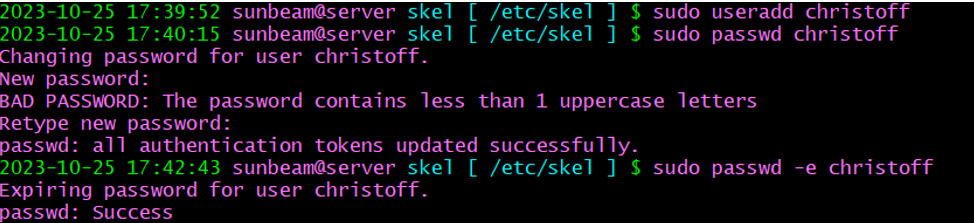 2023-10-25 17:39:52 sunbeam@server skel [ /etc/skel ] $ sudo useradd christoff
2023-10-25 17:40:15 sunbeam@server skel [ /etc/skel ] $ sudo passwd christoff
Changing password for user christoff.
New password:
BAD PASSWORD: The password contains less than 1 uppercase letters
Retype new password:
passwd: all authentication tokens updated successfully.
2023-10-25 17:42:43 sunbeam@server skel [ /etc/skel ] $ sudo passwd -e christoff
Expiring password for user christoff.
passwd: Success